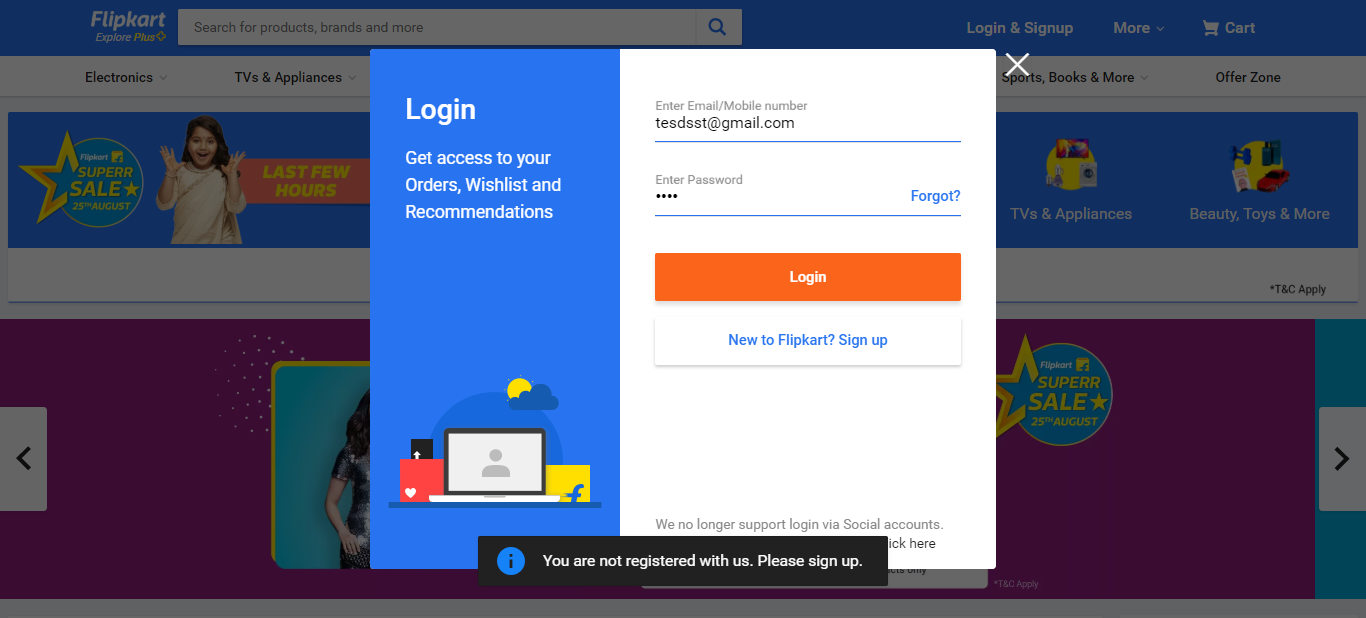 Flipkart
Explore Plus
Search for products, brands and more
Login & Signup
More
Cart
Electronics
TVs & Appliances
Sports, Books & More
Offer Zone
Flipkart
SUPERR
SALE
25TH AUGUST
LAST FEW
HOURS
TVs & Appliances
Beauty, Toys & More
*T&C Apply
Login
Get access to your
Orders, Wishlist and
Recommendations
Enter Email/Mobile number
tesdsst@gmail.com
Enter Password
••••
Forgot?
Login
New to Flipkart? Sign up
Flipkart
SUPERR
SALE
25TH AUGUST
We no longer support login via Social accounts.
here
You are not registered with us. Please sign up.
only
*T&C Apply